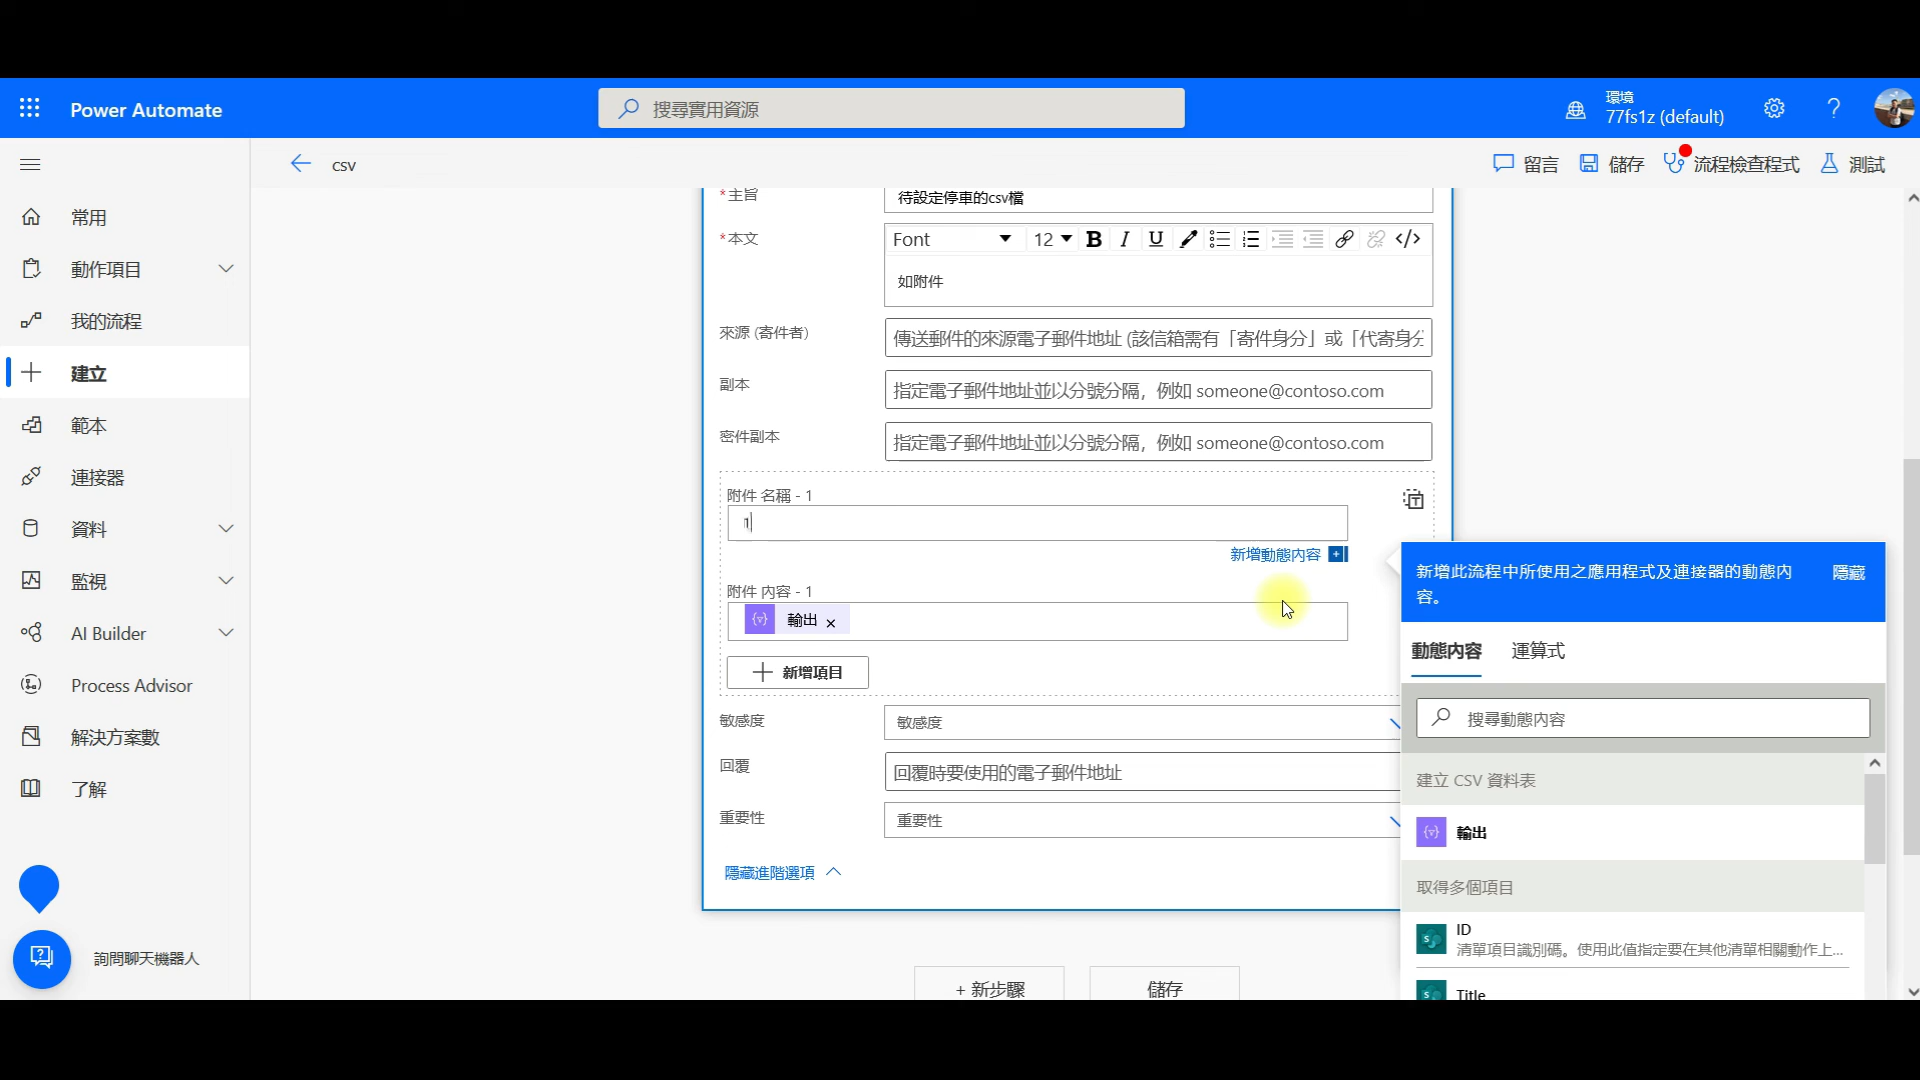 Power Automate
搜尋實用資源
環境
77fs1z (default)
csv
留言
儲存
流程檢查程式
測試
常用
動作項目
我的流程
建立
範本
連接器
資料
監視
AI Builder
Process Advisor
解決方案數
了解
詢問聊天機器人
*主旨
待設定停車的csv檔
*本文
Font
12
B
I
U
</>
如附件
來源 (寄件者)
傳送郵件的來源電子郵件地址 (該信箱需有「寄件身分」或「代寄身分
副本
指定電子郵件地址並以分號分隔，例如 someone@contoso.com
密件副本
指定電子郵件地址並以分號分隔，例如 someone@contoso.com
附件 名稱 - 1
新增動態內容
附件 內容 - 1
輸出
新增項目
敏感度
敏感度
回覆
回覆時要使用的電子郵件地址
重要性
重要性
隱藏進階選項
+ 新步驟
儲存
新增此流程中所使用之應用程式及連接器的動態內
容。
隱藏
動態內容
運算式
搜尋動態內容
建立 CSV 資料表
輸出
取得多個項目
ID
清單項目識別碼。使用此值指定要在其他清單相關動作上...
Title